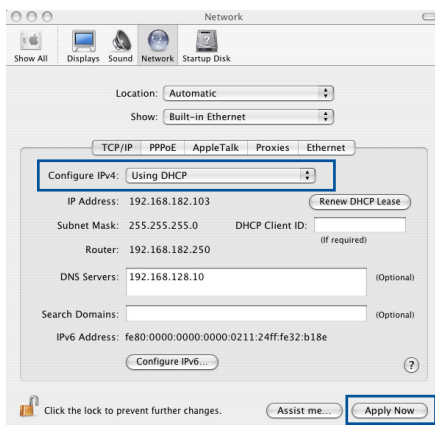 Network
Show All Displays Sound Network Startup Disk
Location: Automatic
Show: Built-in Ethernet
TCP/IP PPPoE AppleTalk Proxies Ethernet
Configure IPv4: Using DHCP
IP Address: 192.168.182.103 Renew DHCP Lease
Subnet Mask: 255.255.255.0 DHCP Client ID:
(If required)
Router: 192.168.182.250
DNS Servers: 192.168.128.10 (Optional)
Search Domains: (Optional)
IPv6 Address: fe80:0000:0000:0000:0211:24ff:fe32:b18e
Configure IPv6... ?
Click the lock to prevent further changes. Assist me... Apply Now